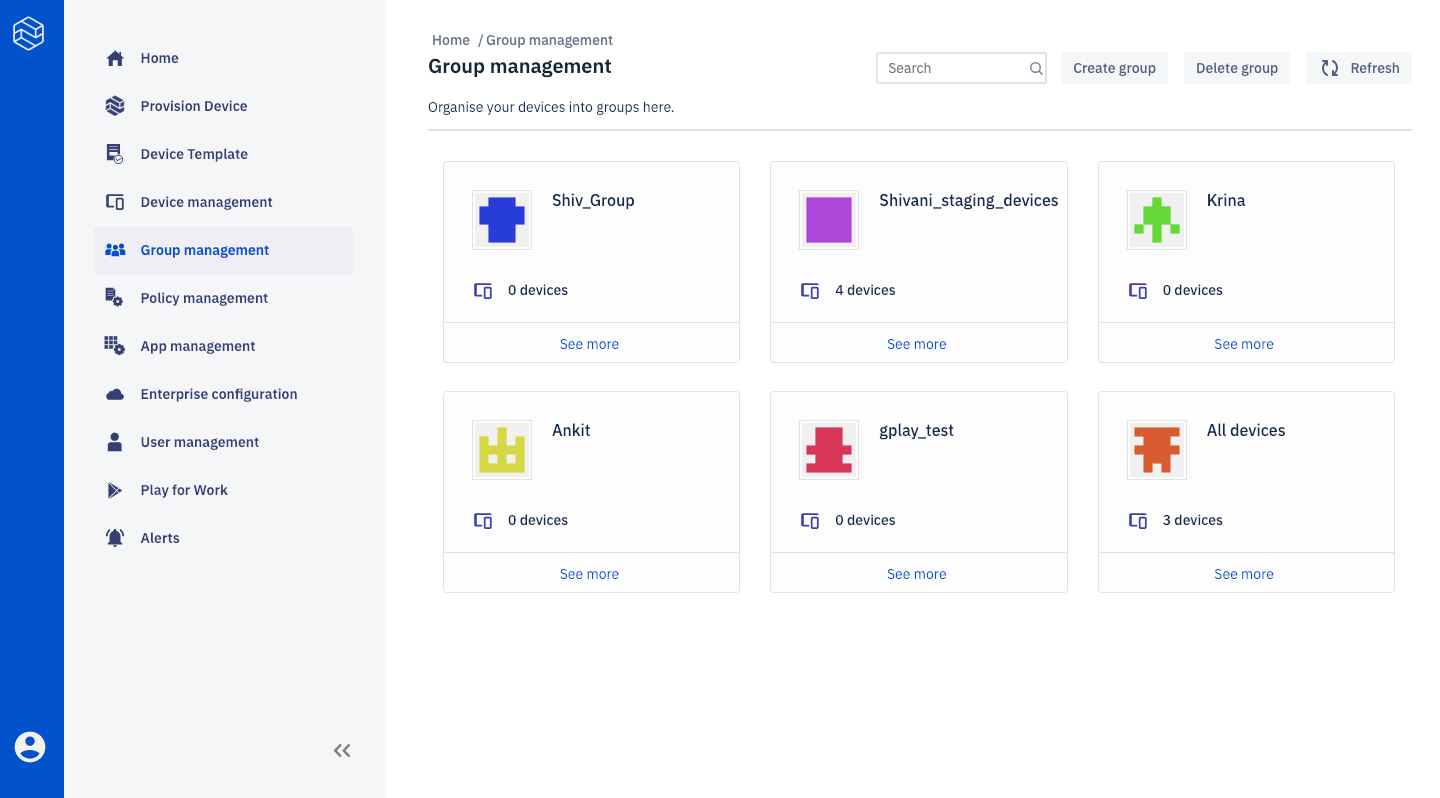 Home
Provision Device
Device Template
Device management
Group management
Policy management
App management
Enterprise configuration
User management
Play for Work
Alerts
Home / Group management
Group management
Search
Create group
Delete group
Refresh
Organise your devices into groups here.
Shiv_Group
0 devices
See more
Shivani_staging_devices
4 devices
See more
Krina
0 devices
See more
Ankit
0 devices
See more
gplay_test
0 devices
See more
All devices
3 devices
See more